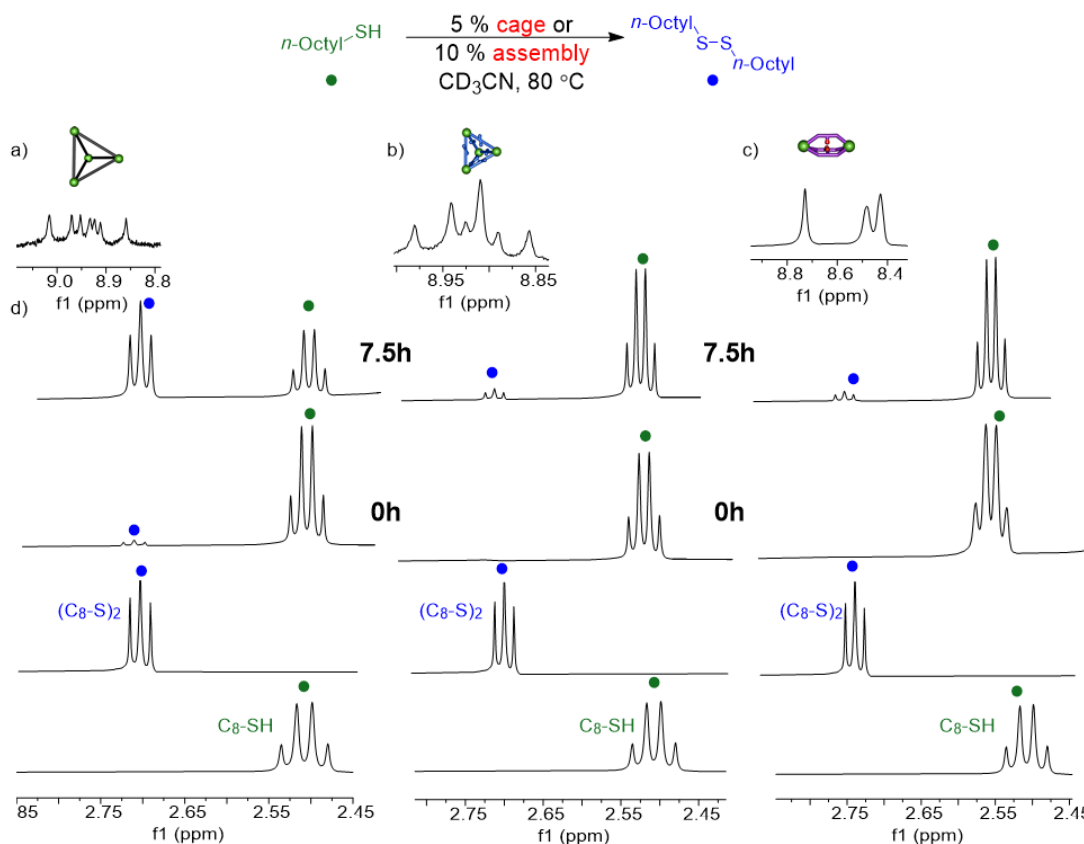 n-Octyl SH 5 % cage or n-Octyl
10 % assembly S–S
CD₃CN, 80 °C n-Octyl
a) b) c)
9.0 8.9 8.8 8.95 8.85 8.8 8.6 8.4
f1 (ppm) f1 (ppm) f1 (ppm)
d) 7.5h 7.5h
0h 0h
(C₈-S)₂ (C₈-S)₂ (C₈-S)₂
C₈-SH C₈-SH C₈-SH
85 2.75 2.65 2.55 2.45 2.75 2.65 2.55 2.75 2.65 2.55 2.45
f1 (ppm) f1 (ppm) f1 (ppm)